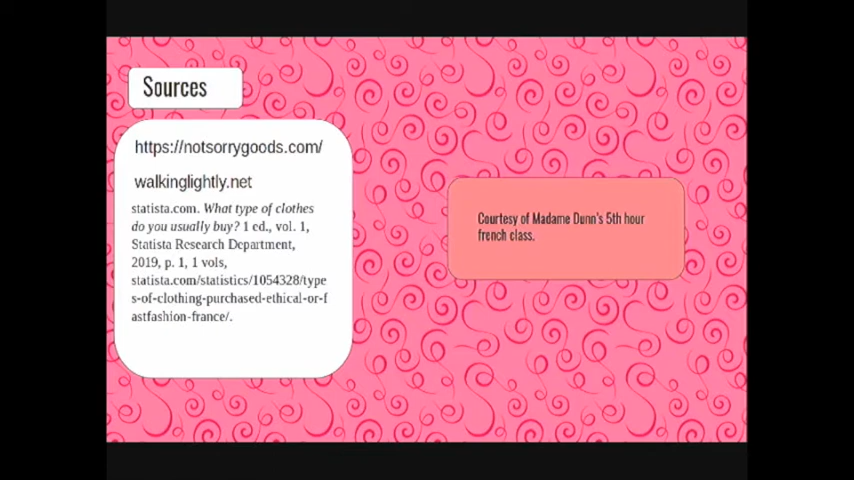 Sources
https://notsorrygoods.com/
walkinglightly.net
statista.com. What type of clothes
do you usually buy? 1 ed., vol. 1,
Statista Research Department,
2019, p. 1, 1 vols,
statista.com/statistics/1054328/type
s-of-clothing-purchased-ethical-or-f
astfashion-france/.
Courtesy of Madame Dunn's 5th hour
french class.